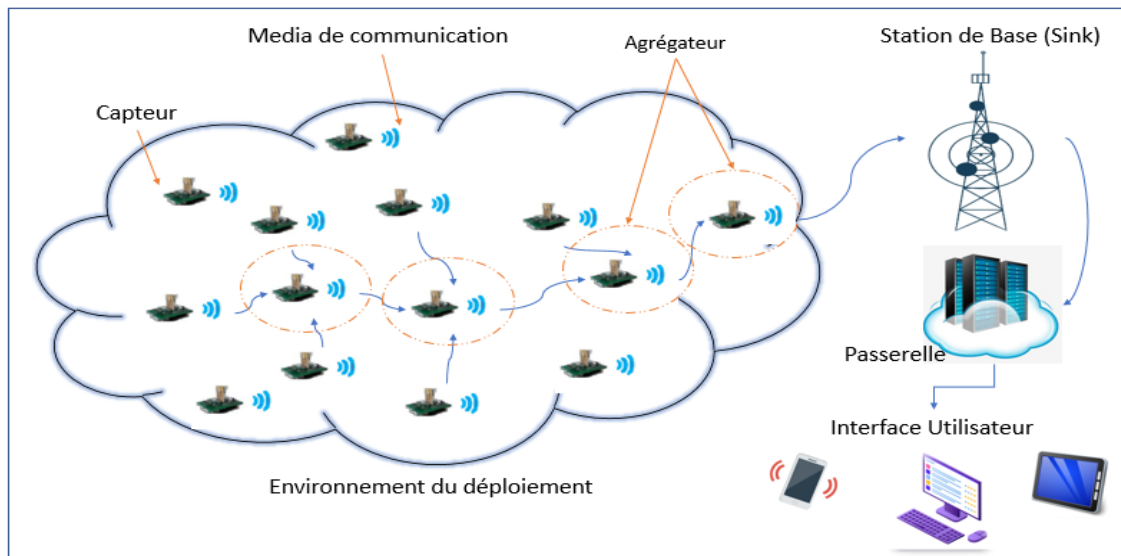 Media de communication
Agrégateur
Station de Base (Sink)
Capteur
Passerelle
Interface Utilisateur
Environnement du déploiement